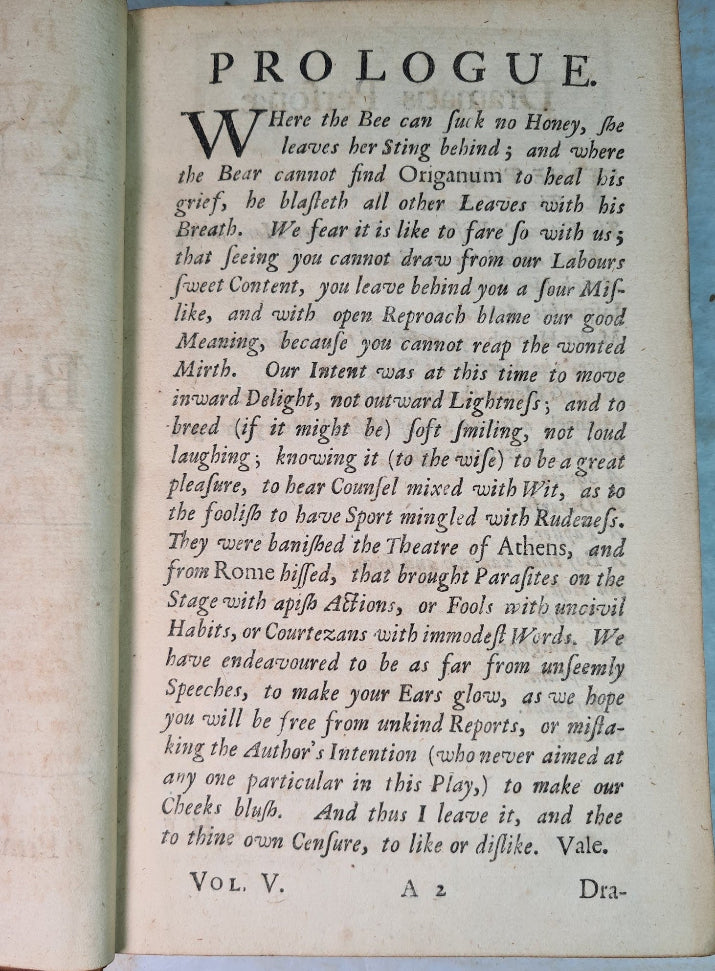 PROLOGUE.
WHere the Bee can ſuck no Honey, ſhe
leaves her Sting behind; and where
the Bear cannot find Origanum to heal his
grief, he blaſteth all other Leaves with his
Breath. We fear it is like to fare ſo with us;
that ſeeing you cannot draw from our Labours
ſweet Content, you leave behind you a ſour Miſ-
like, and with open Reproach blame our good
Meaning, becauſe you cannot reap the wonted
Mirth. Our Intent was at this time to move
inward Delight, not outward Lightneſs; and to
breed (if it might be) ſoft ſmiling, not loud
laughing; knowing it (to the wiſe) to be a great
pleaſure, to hear Counſel mixed with Wit, as to
the fooliſh to have Sport mingled with Rudeneſs.
They were baniſhed the Theatre of Athens, and
from Rome hiſſed, that brought Paraſites on the
Stage with apiſh Actions, or Fools with uncivil
Habits, or Courtezans with immodeſt Words. We
have endeavoured to be as far from unſeemly
Speeches, to make your Ears glow, as we hope
you will be free from unkind Reports, or miſta-
king the Author's Intention (who never aimed at
any one particular in this Play,) to make our
Cheeks bluſh. And thus I leave it, and thee
to thine own Cenſure, to like or diſlike. Vale.
VOL. V. A 2 Dra-